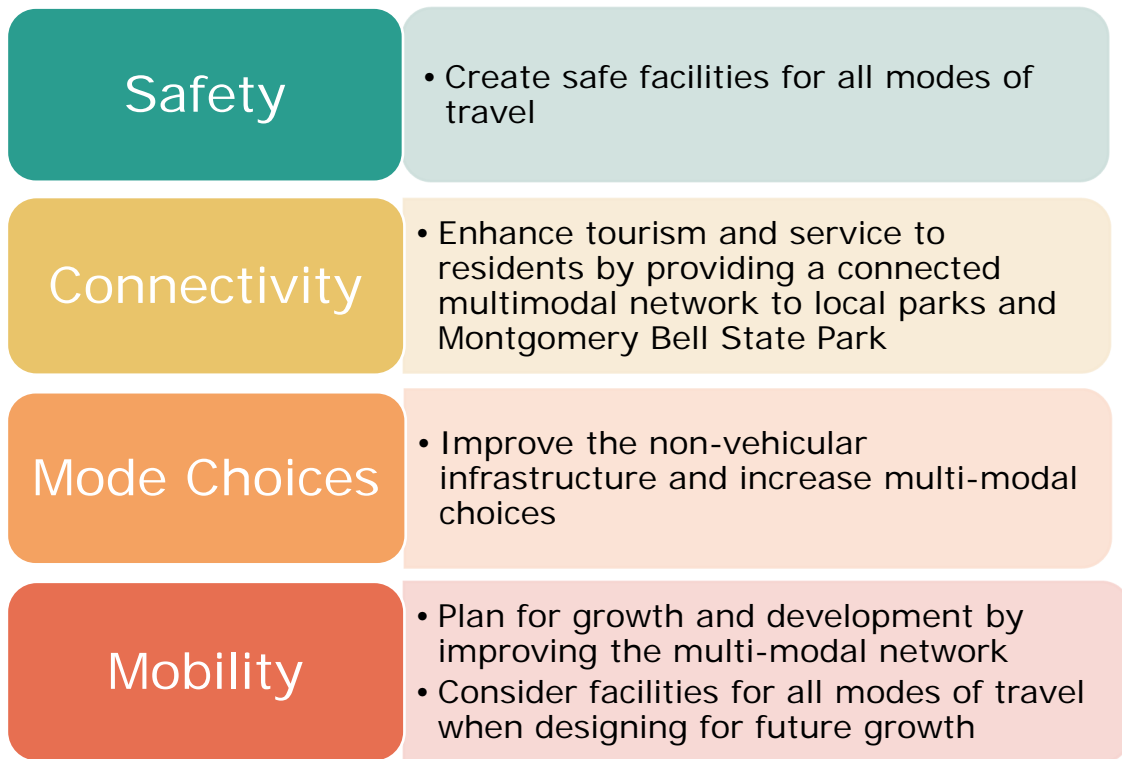 Safety
• Create safe facilities for all modes of
travel
Connectivity
• Enhance tourism and service to
residents by providing a connected
multimodal network to local parks and
Montgomery Bell State Park
Mode Choices
• Improve the non-vehicular
infrastructure and increase multi-modal
choices
Mobility
• Plan for growth and development by
improving the multi-modal network
• Consider facilities for all modes of travel
when designing for future growth